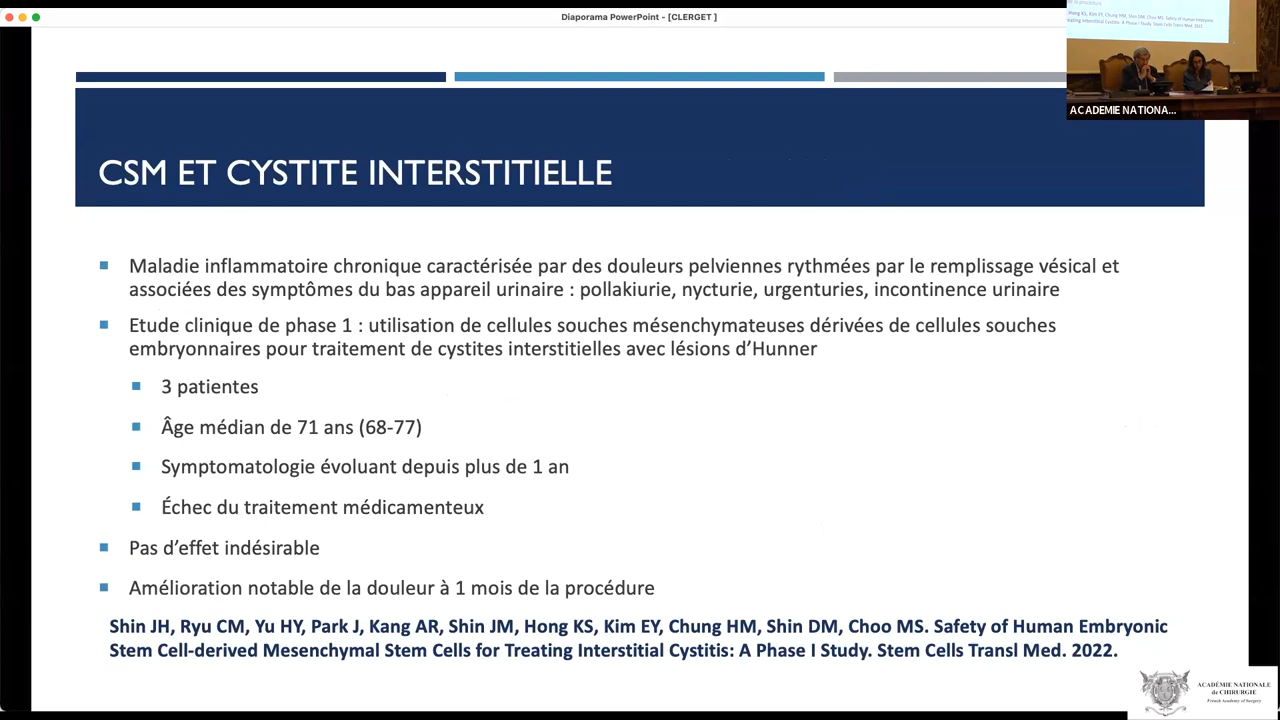 Diaporama PowerPoint - [CLERGET ]
ACADEMIE NATIONA...
CSM ET CYSTITE INTERSTITIELLE
Maladie inflammatoire chronique caractérisée par des douleurs pelviennes rythmées par le remplissage vésical et
associées des symptômes du bas appareil urinaire : pollakiurie, nycturie, urgenturies, incontinence urinaire
Etude clinique de phase 1 : utilisation de cellules souches mésenchymateuses dérivées de cellules souches
embryonnaires pour traitement de cystites interstitielles avec lésions d’Hunner
3 patientes
Âge médian de 71 ans (68-77)
Symptomatologie évoluant depuis plus de 1 an
Échec du traitement médicamenteux
Pas d’effet indésirable
Amélioration notable de la douleur à 1 mois de la procédure
Shin JH, Ryu CM, Yu HY, Park J, Kang AR, Shin JM, Hong KS, Kim EY, Chung HM, Shin DM, Choo MS. Safety of Human Embryonic
Stem Cell-derived Mesenchymal Stem Cells for Treating Interstitial Cystitis: A Phase I Study. Stem Cells Transl Med. 2022.
ACADÉMIE NATIONALE
de CHIRURGIE
French Academy of Surgery